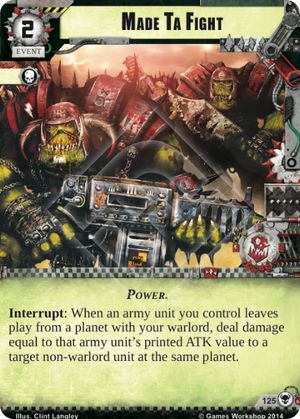 Made Ta Fight
2
EVENT
Power.
Interrupt: When an army unit you control leaves
play from a planet with your warlord, deal damage
equal to that army unit's printed ATK value to a
target non-warlord unit at the same planet.
125
Illus. Clint Langley
© Games Workshop 2014